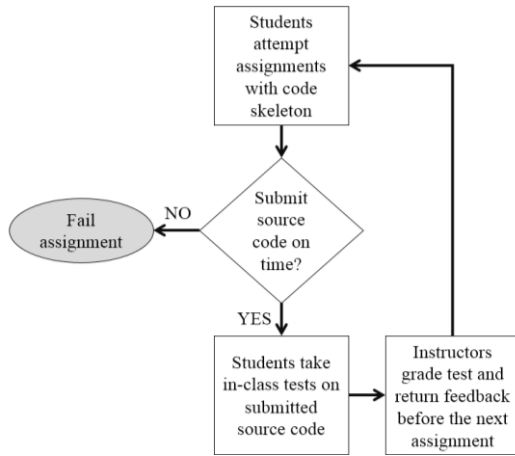 Students
attempt
assignments
with code
skeleton
Submit
source
code on
time?
NO
Fail
assignment
YES
Students take
in-class tests on
submitted
source code
Instructors
grade test and
return feedback
before the next
assignment